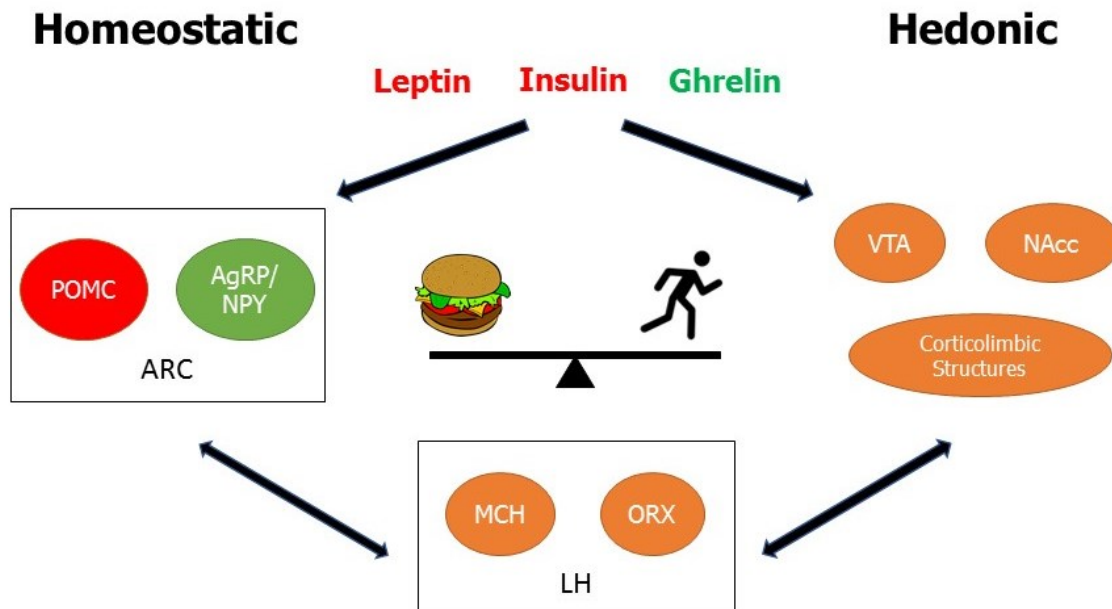 Homeostatic
Hedonic
Leptin Insulin Ghrelin
POMC
AgRP/
NPY
ARC
VTA
NAcc
Corticolimbic
Structures
MCH
ORX
LH